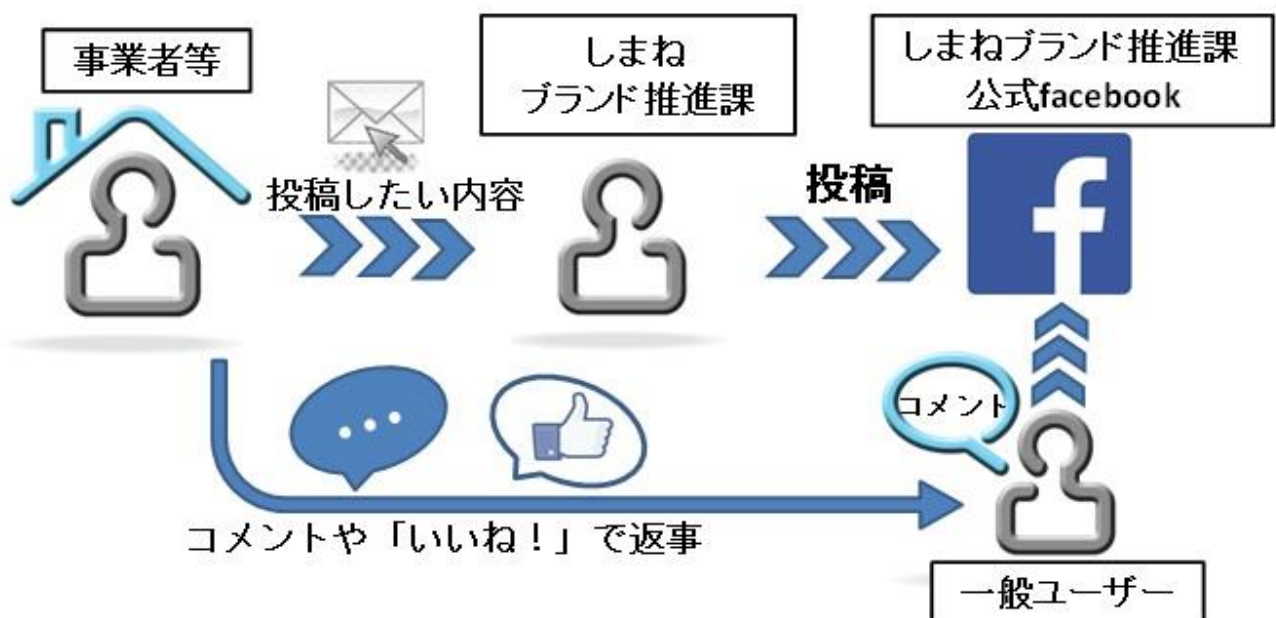 事業者等
しまね
ブランド推進課
しまねブランド推進課
公式facebook
投稿したい内容
投稿
f
コメント
コメントや「いいね！」で返事
一般ユーザー